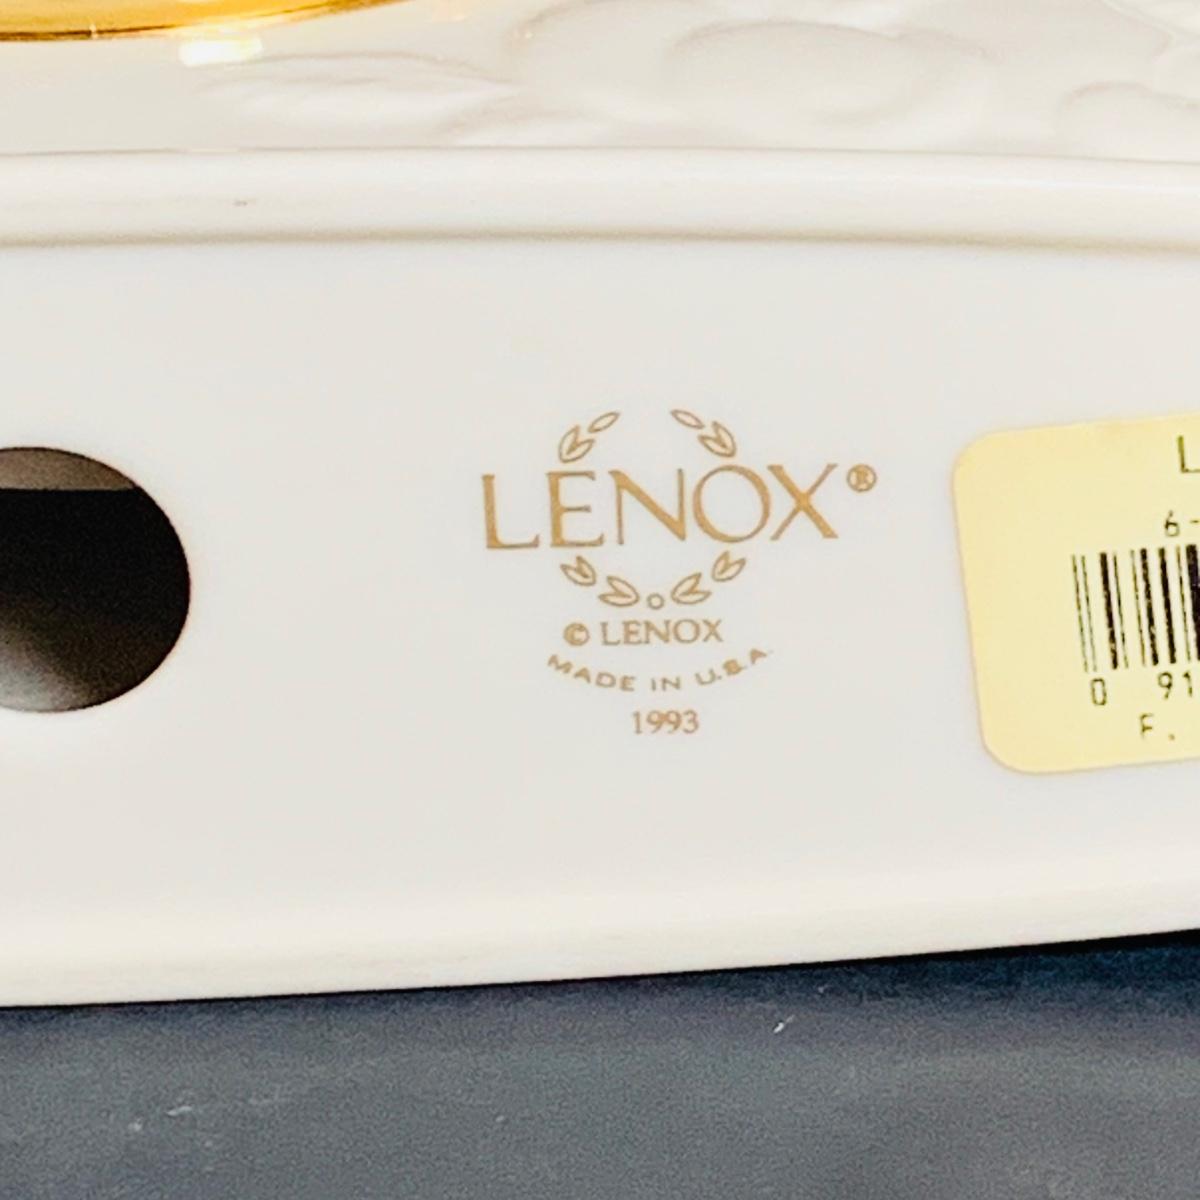 LENOX®
© LENOX
MADE IN U.S.A.
1993
L
6-
0 91
F.